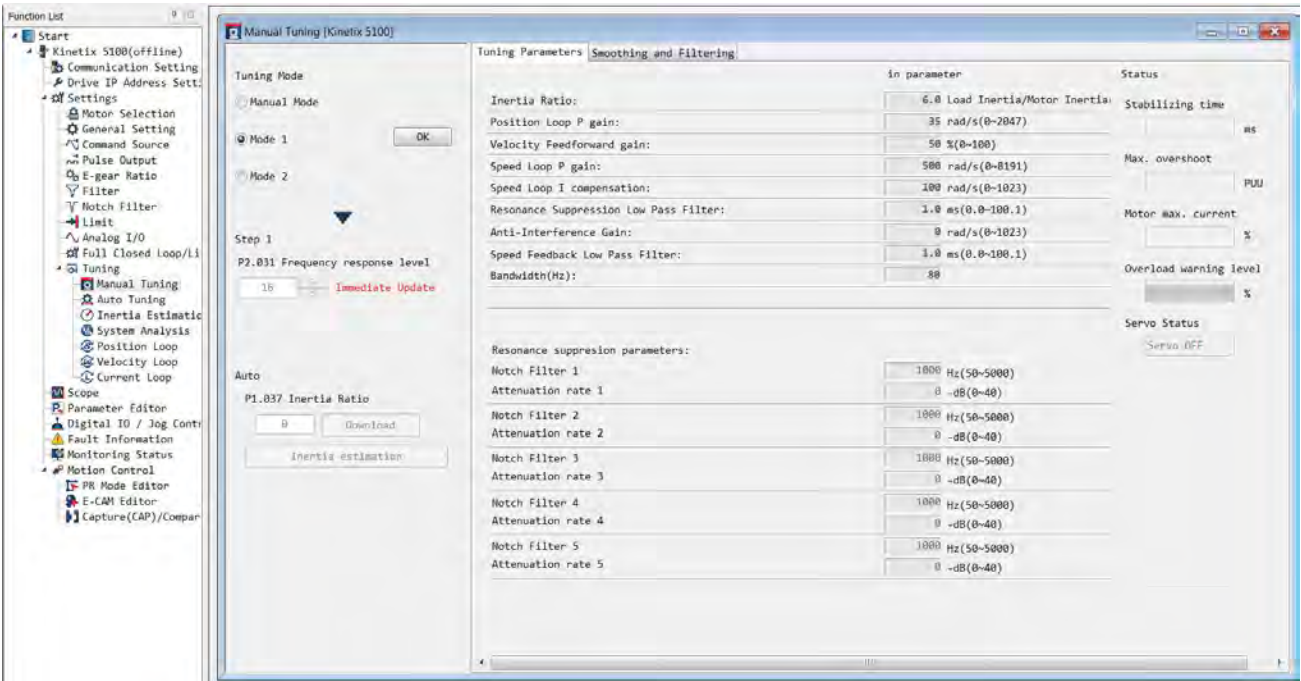 Function List
Start
Kinetix 5100(offline)
Communication Setting
Drive IP Address Sett:
Settings
Motor Selection
General Setting
Command Source
Pulse Output
E-gear Ratio
Filter
Notch Filter
Limit
Analog I/O
Full Closed Loop/Li
Tuning
Manual Tuning
Auto Tuning
Inertia Estimatic
System Analysis
Position Loop
Velocity Loop
Current Loop
Scope
Parameter Editor
Digital IO / Jog Contr
Fault Information
Monitoring Status
Motion Control
PR Mode Editor
E-CAM Editor
Capture(CAP)/Compar
Manual Tuning [Kinetix 5100]
Tuning Mode
Manual Mode
Mode 1
OK
Mode 2
Step 1
P2.031 Frequency response level
16 Immediate Update
Auto
P1.037 Inertia Ratio
0 Download
Inertia estimation
Tuning Parameters Smoothing and Filtering
in parameter
Inertia Ratio: 6.0 Load Inertia/Motor Inertia
Position Loop P gain: 35 rad/s(0~2047)
Velocity Feedforward gain: 50 %(0~100)
Speed Loop P gain: 500 rad/s(0~8191)
Speed Loop I compensation: 100 rad/s(0~1023)
Resonance Suppression Low Pass Filter: 1.0 ms(0.0~100.1)
Anti-Interference Gain: 0 rad/s(0~1023)
Speed Feedback Low Pass Filter: 1.0 ms(0.0~100.1)
Bandwidth(Hz): 80
Resonance suppresion parameters:
Notch Filter 1 1000 Hz(50~5000)
Attenuation rate 1 0 -dB(0~40)
Notch Filter 2 1000 Hz(50~5000)
Attenuation rate 2 0 -dB(0~40)
Notch Filter 3 1000 Hz(50~5000)
Attenuation rate 3 0 -dB(0~40)
Notch Filter 4 1000 Hz(50~5000)
Attenuation rate 4 0 -dB(0~40)
Notch Filter 5 1000 Hz(50~5000)
Attenuation rate 5 0 -dB(0~40)
Status
Stabilizing time
ms
Max. overshoot
PUU
Motor max. current
%
Overload warning level
%
Servo Status
Servo OFF